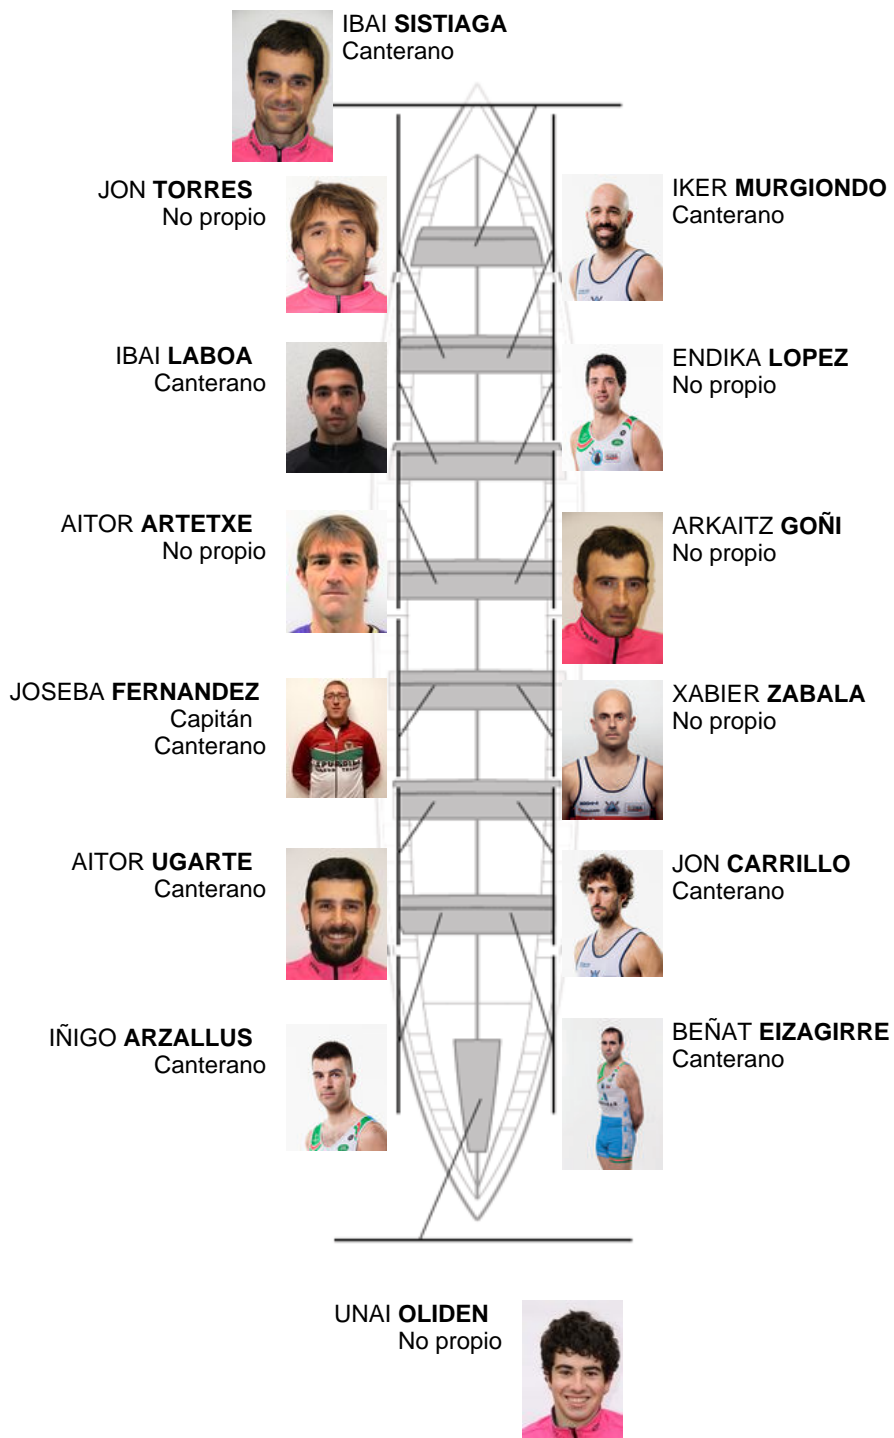 IBAI SISTIAGA
Canterano
JON TORRES
No propio
IKER MURGIONDO
Canterano
IBAI LABOA
Canterano
ENDIKA LOPEZ
No propio
AITOR ARTETXE
No propio
ARKAITZ GOÑI
No propio
JOSEBA FERNANDEZ
Capitán
Canterano
XABIER ZABALA
No propio
AITOR UGARTE
Canterano
JON CARRILLO
Canterano
IÑIGO ARZALLUS
Canterano
BEÑAT EIZAGIRRE
Canterano
UNAI OLIDEN
No propio